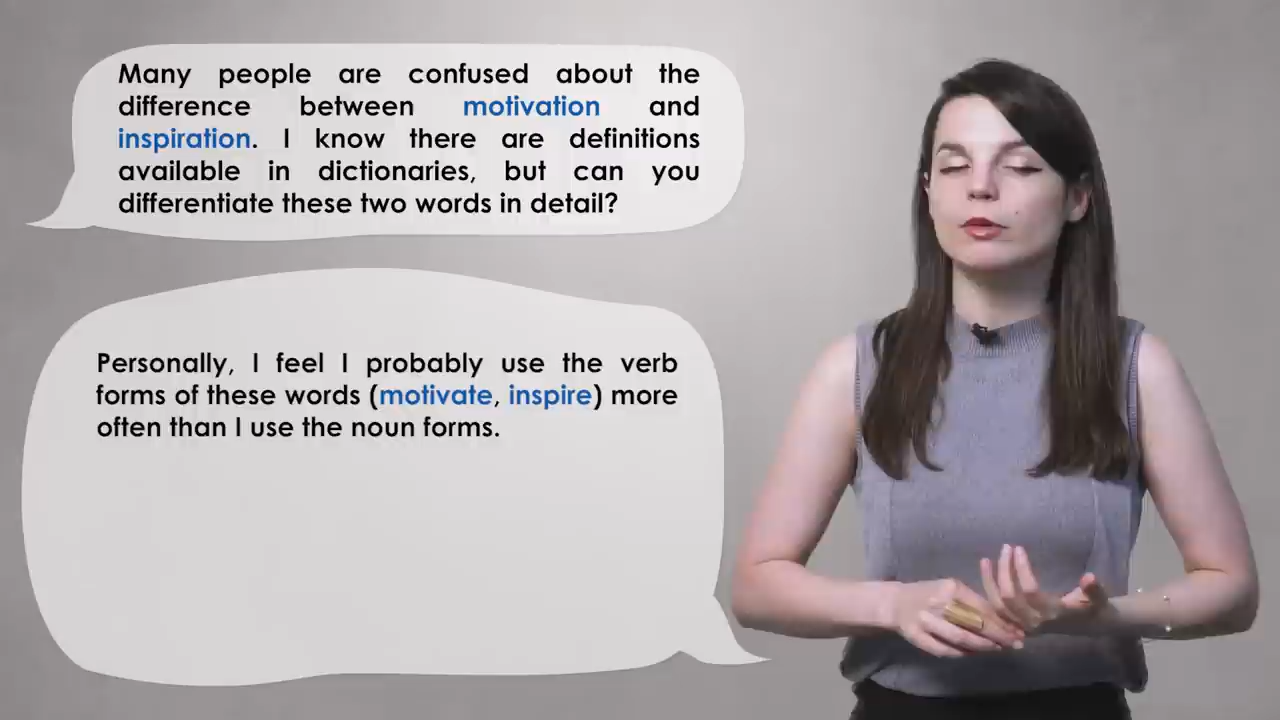 Many people are confused about the
difference between motivation and
inspiration. I know there are definitions
available in dictionaries, but can you
differentiate these two words in detail?
Personally, I feel I probably use the verb
forms of these words (motivate, inspire) more
often than I use the noun forms.